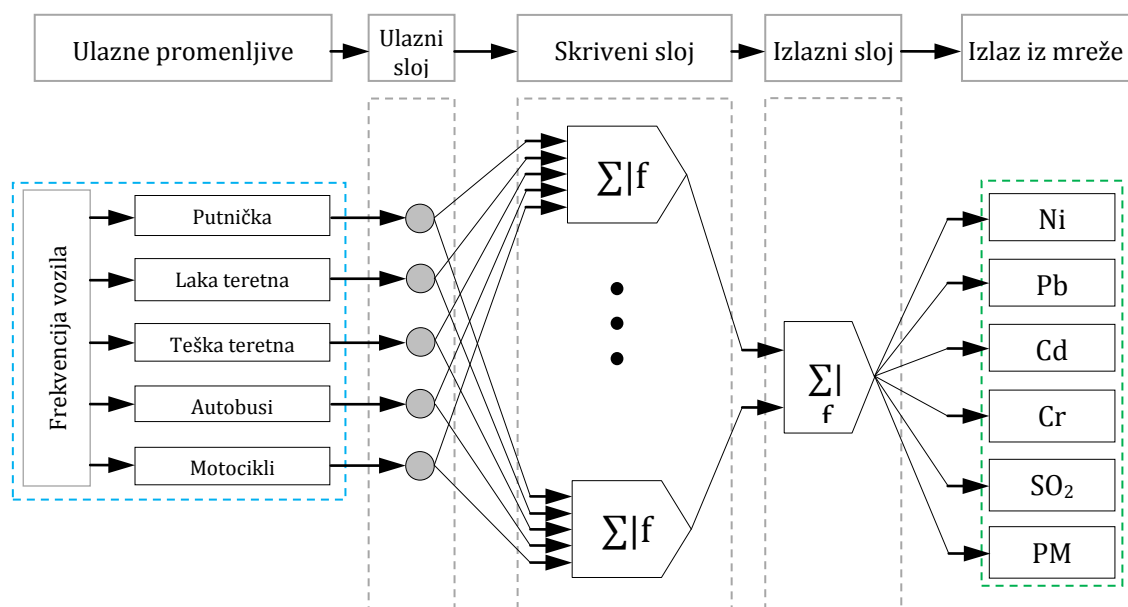 Ulazne promenljive
Ulazni
sloj
Skriveni sloj
Izlazni sloj
Izlaz iz mreže
Frekvencija vozila
Putnička
Laka teretna
Teška teretna
Autobusi
Motocikli
∑|f
∑|f
∑|
f
Ni
Pb
Cd
Cr
SO₂
PM